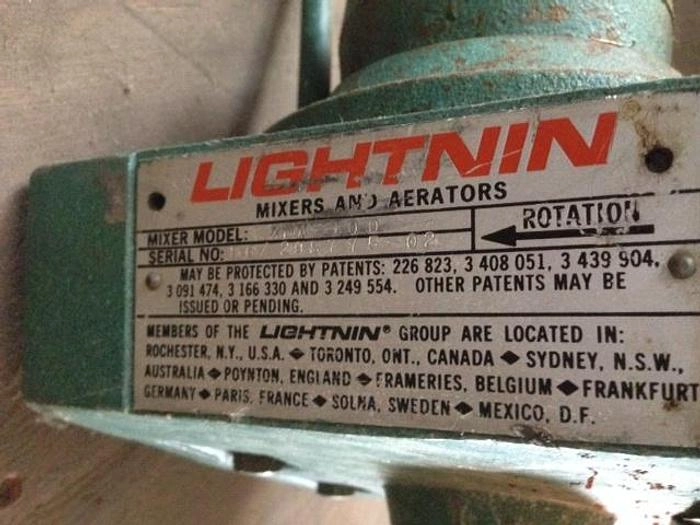 LIGHTNIN
MIXERS AND AERATORS
MIXER MODEL:
ROTATION
SERIAL NO:
MAY BE PROTECTED BY PATENTS: 226 823, 3 408 051, 3 439 904,
3 091 474, 3 166 330 AND 3 249 554. OTHER PATENTS MAY BE
ISSUED OR PENDING.
MEMBERS OF THE LIGHTNIN® GROUP ARE LOCATED IN:
ROCHESTER, N.Y., U.S.A. ◆ TORONTO, ONT., CANADA ◆ SYDNEY, N.S.W.,
AUSTRALIA ◆ POYNTON, ENGLAND ◆ FRAMERIES, BELGIUM ◆ FRANKFURT
GERMANY ◆ PARIS, FRANCE ◆ SOLNA, SWEDEN ◆ MEXICO, D.F.